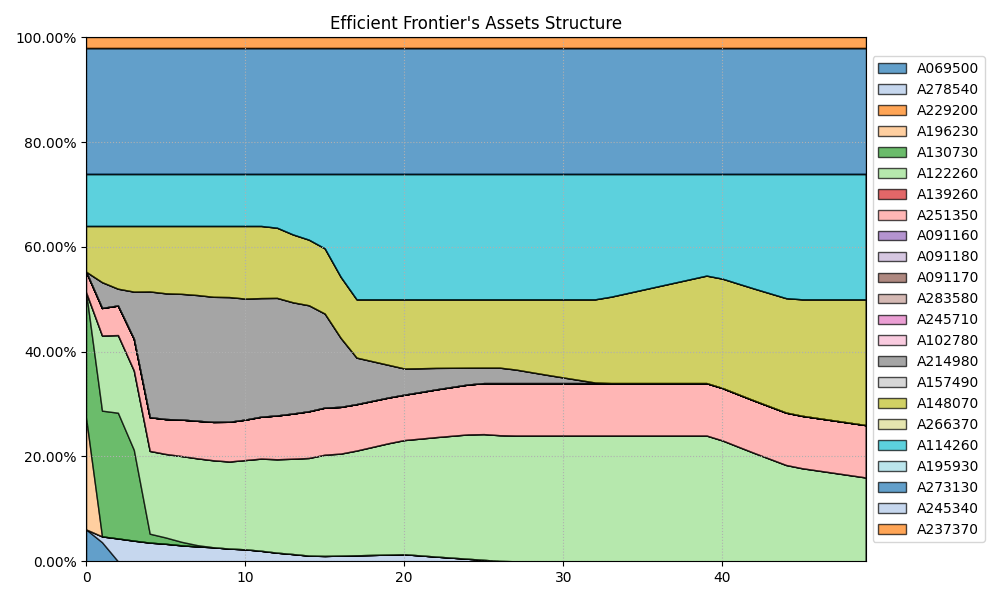 Efficient Frontier's Assets Structure
100.00%
80.00%
60.00%
40.00%
20.00%
0.00%
0
10
20
30
40
A069500
A278540
A229200
A196230
A130730
A122260
A139260
A251350
A091160
A091180
A091170
A283580
A245710
A102780
A214980
A157490
A148070
A266370
A114260
A195930
A273130
A245340
A237370